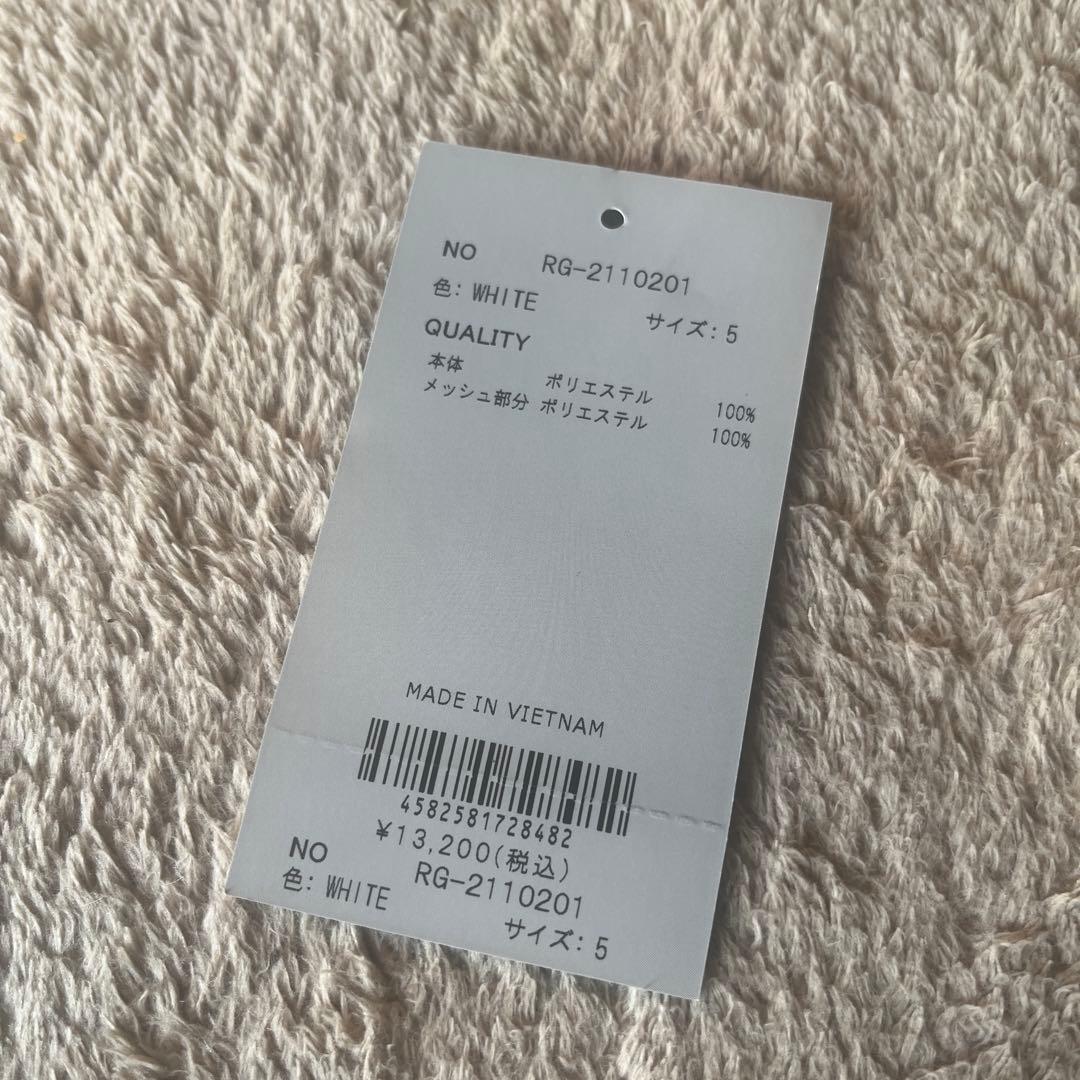 NO RG-2110201
色: WHITE サイズ: 5
QUALITY
本体 ポリエステル 100%
メッシュ部分 ポリエステル 100%
MADE IN VIETNAM
4582581728482
¥13,200(税込)
NO RG-2110201
色: WHITE サイズ: 5